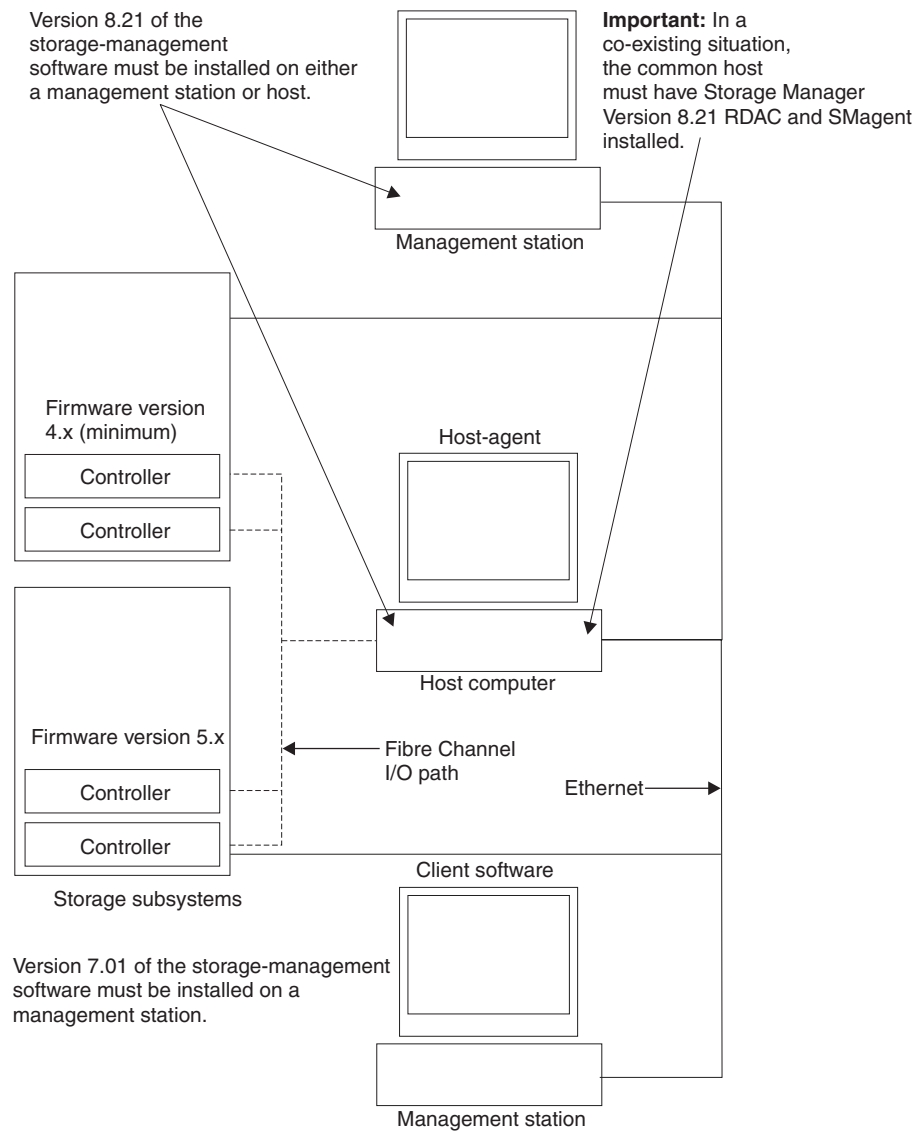 Version 8.21 of the
storage-management
software must be installed on either
a management station or host.
Important: In a
co-existing situation,
the common host
must have Storage Manager
Version 8.21 RDAC and SMagent
installed.
Management station
Firmware version
4.x (minimum)
Controller
Controller
Host-agent
Host computer
Firmware version 5.x
Controller
Controller
Fibre Channel
I/O path
Ethernet
Storage subsystems
Client software
Version 7.01 of the storage-management
software must be installed on a
management station.
Management station